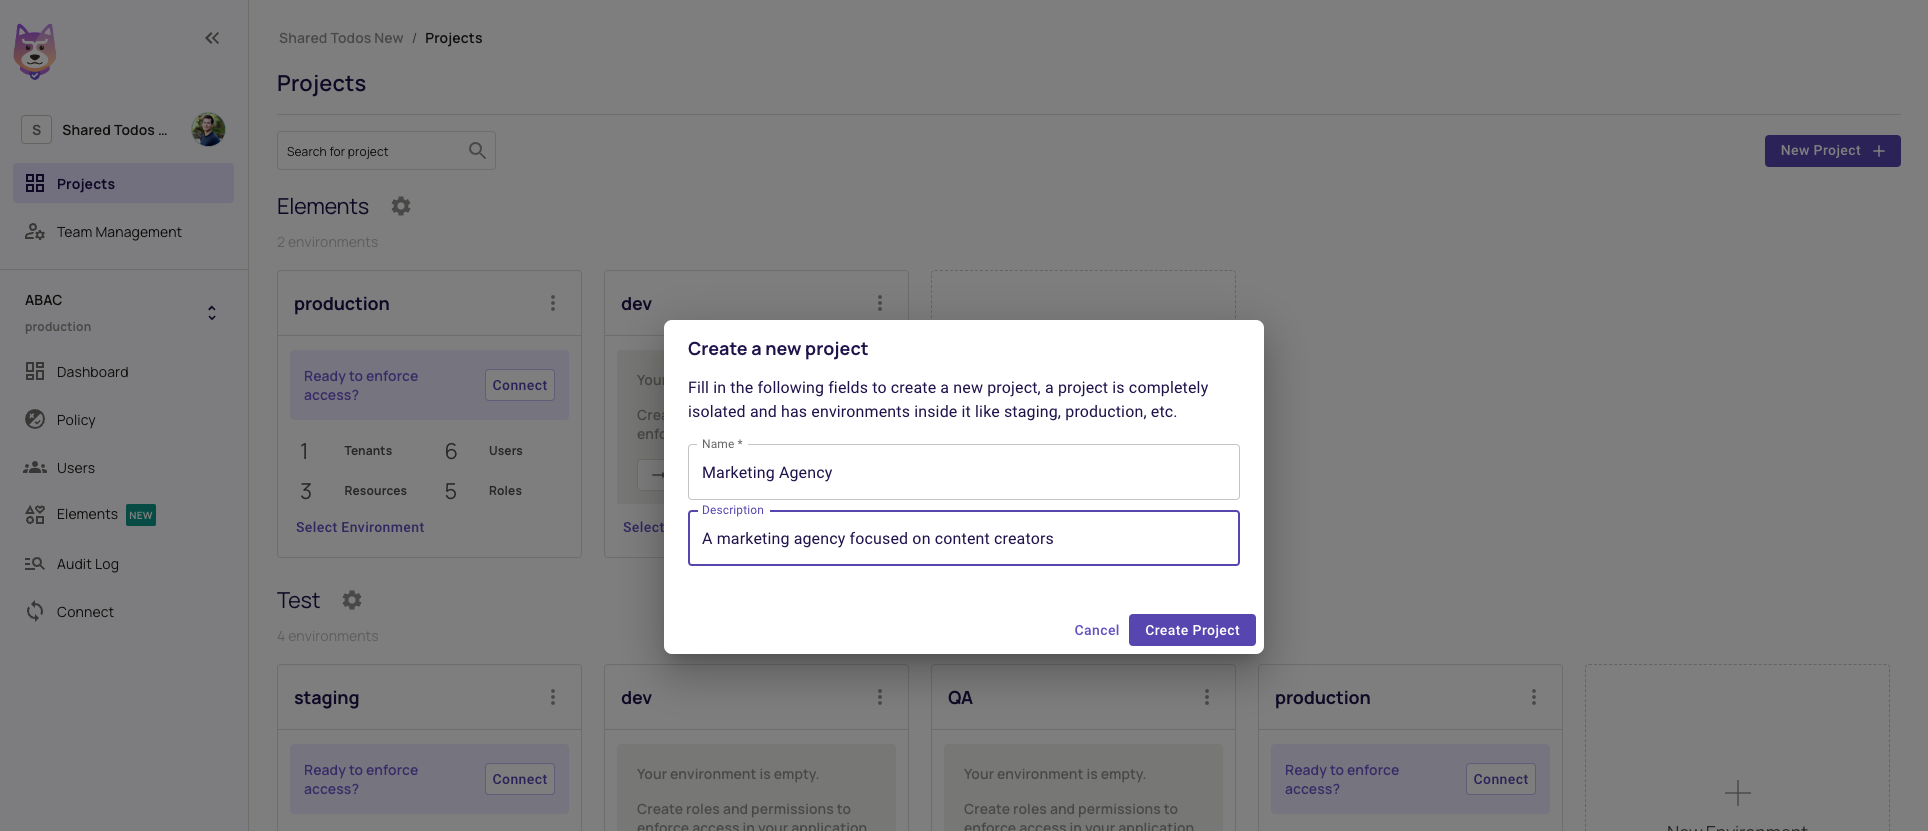 Shared Todos New / Projects
Projects
S
Shared Todos ...
Projects
Team Management
ABAC
production
Dashboard
Policy
Users
Elements NEW
Audit Log
Connect
Search for project
New Project
Elements
2 environments
production
Ready to enforce
access?
Connect
1 Tenants 6 Users
3 Resources 5 Roles
Select Environment
dev
Select
Create a new project
Fill in the following fields to create a new project, a project is completely
isolated and has environments inside it like staging, production, etc.
Name *
Marketing Agency
Description
A marketing agency focused on content creators
Cancel
Create Project
Test
4 environments
staging
Ready to enforce
access?
Connect
dev
Your environment is empty.
Create roles and permissions to
enforce access in your application
QA
Your environment is empty.
Create roles and permissions to
enforce access in your application
production
Ready to enforce
access?
Connect
New Environment